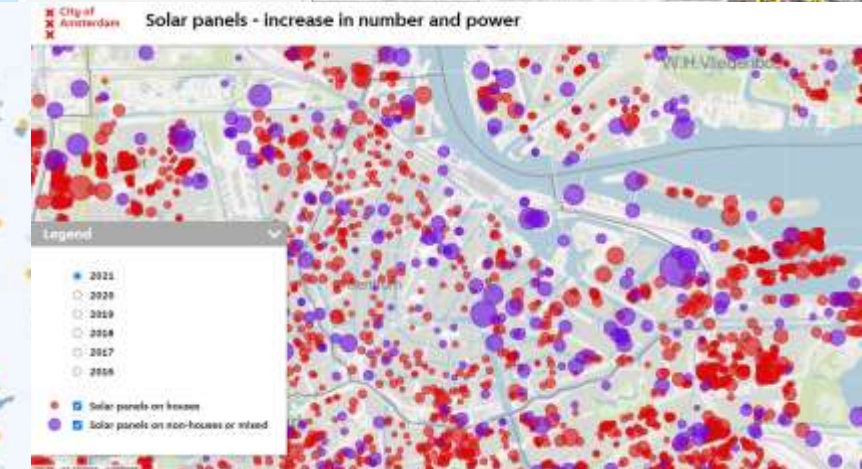 City of
Amsterdam
Solar panels - increase in number and power
W.H.Vliegenbos
Legend
2021
2020
2019
2018
2017
2016
Solar panels on houses
Solar panels on non-houses or mixed